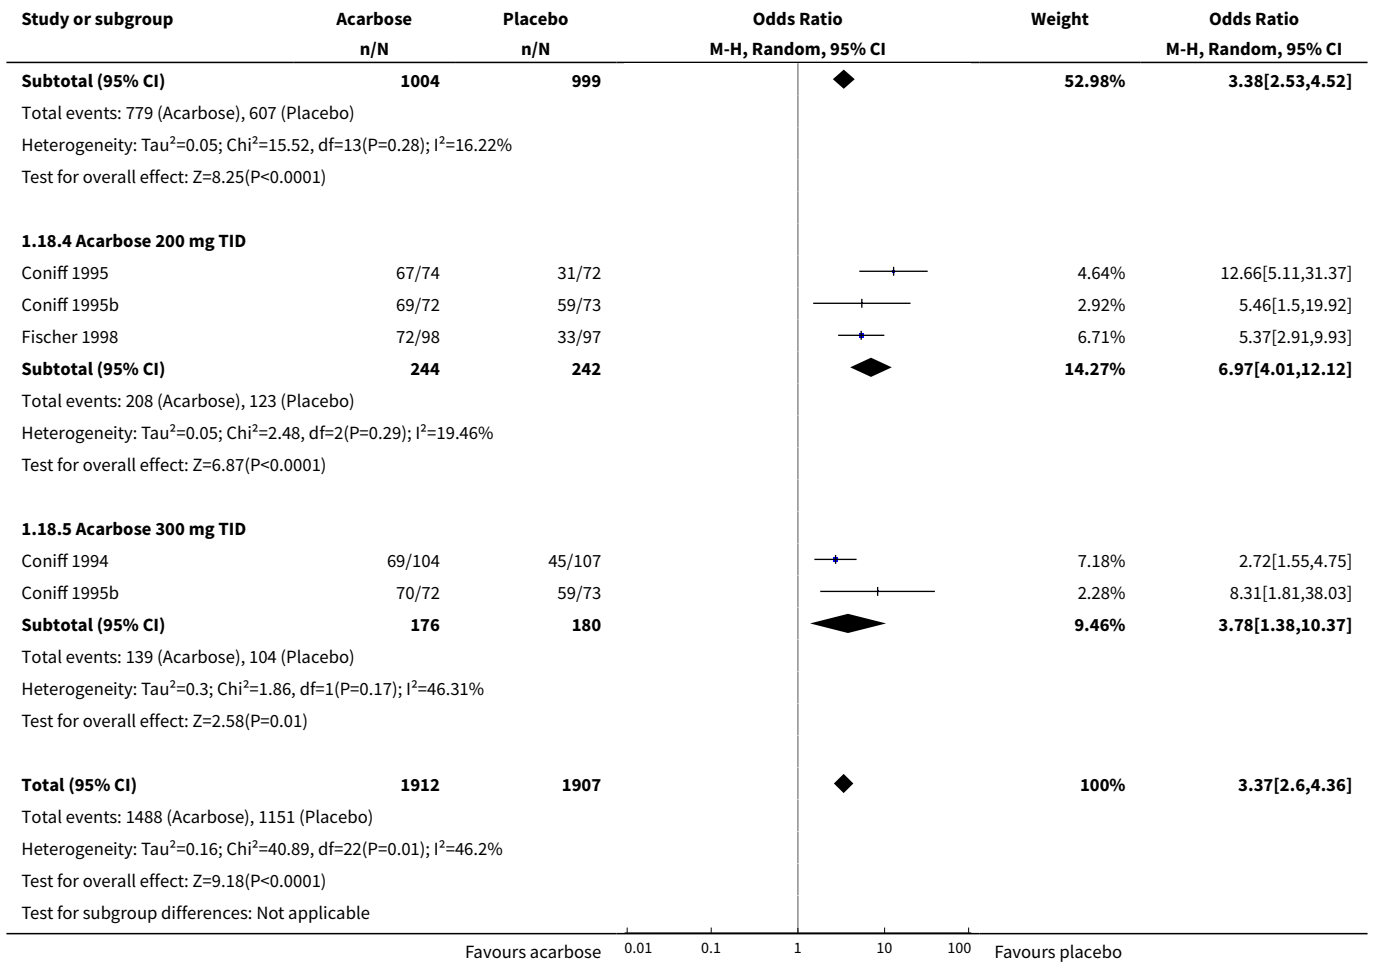 Study or subgroup Acarbose Placebo Odds Ratio Weight Odds Ratio
n/N n/N M-H, Random, 95% CI M-H, Random, 95% CI
Subtotal (95% CI) 1004 999 52.98% 3.38[2.53,4.52]
Total events: 779 (Acarbose), 607 (Placebo)
Heterogeneity: Tau²=0.05; Chi²=15.52, df=13(P=0.28); I²=16.22%
Test for overall effect: Z=8.25(P<0.0001)
1.18.4 Acarbose 200 mg TID
Coniff 1995 67/74 31/72 4.64% 12.66[5.11,31.37]
Coniff 1995b 69/72 59/73 2.92% 5.46[1.5,19.92]
Fischer 1998 72/98 33/97 6.71% 5.37[2.91,9.93]
Subtotal (95% CI) 244 242 14.27% 6.97[4.01,12.12]
Total events: 208 (Acarbose), 123 (Placebo)
Heterogeneity: Tau²=0.05; Chi²=2.48, df=2(P=0.29); I²=19.46%
Test for overall effect: Z=6.87(P<0.0001)
1.18.5 Acarbose 300 mg TID
Coniff 1994 69/104 45/107 7.18% 2.72[1.55,4.75]
Coniff 1995b 70/72 59/73 2.28% 8.31[1.81,38.03]
Subtotal (95% CI) 176 180 9.46% 3.78[1.38,10.37]
Total events: 139 (Acarbose), 104 (Placebo)
Heterogeneity: Tau²=0.3; Chi²=1.86, df=1(P=0.17); I²=46.31%
Test for overall effect: Z=2.58(P=0.01)
Total (95% CI) 1912 1907 100% 3.37[2.6,4.36]
Total events: 1488 (Acarbose), 1151 (Placebo)
Heterogeneity: Tau²=0.16; Chi²=40.89, df=22(P=0.01); I²=46.2%
Test for overall effect: Z=9.18(P<0.0001)
Test for subgroup differences: Not applicable
Favours acarbose 0.01 0.1 1 10 100 Favours placebo